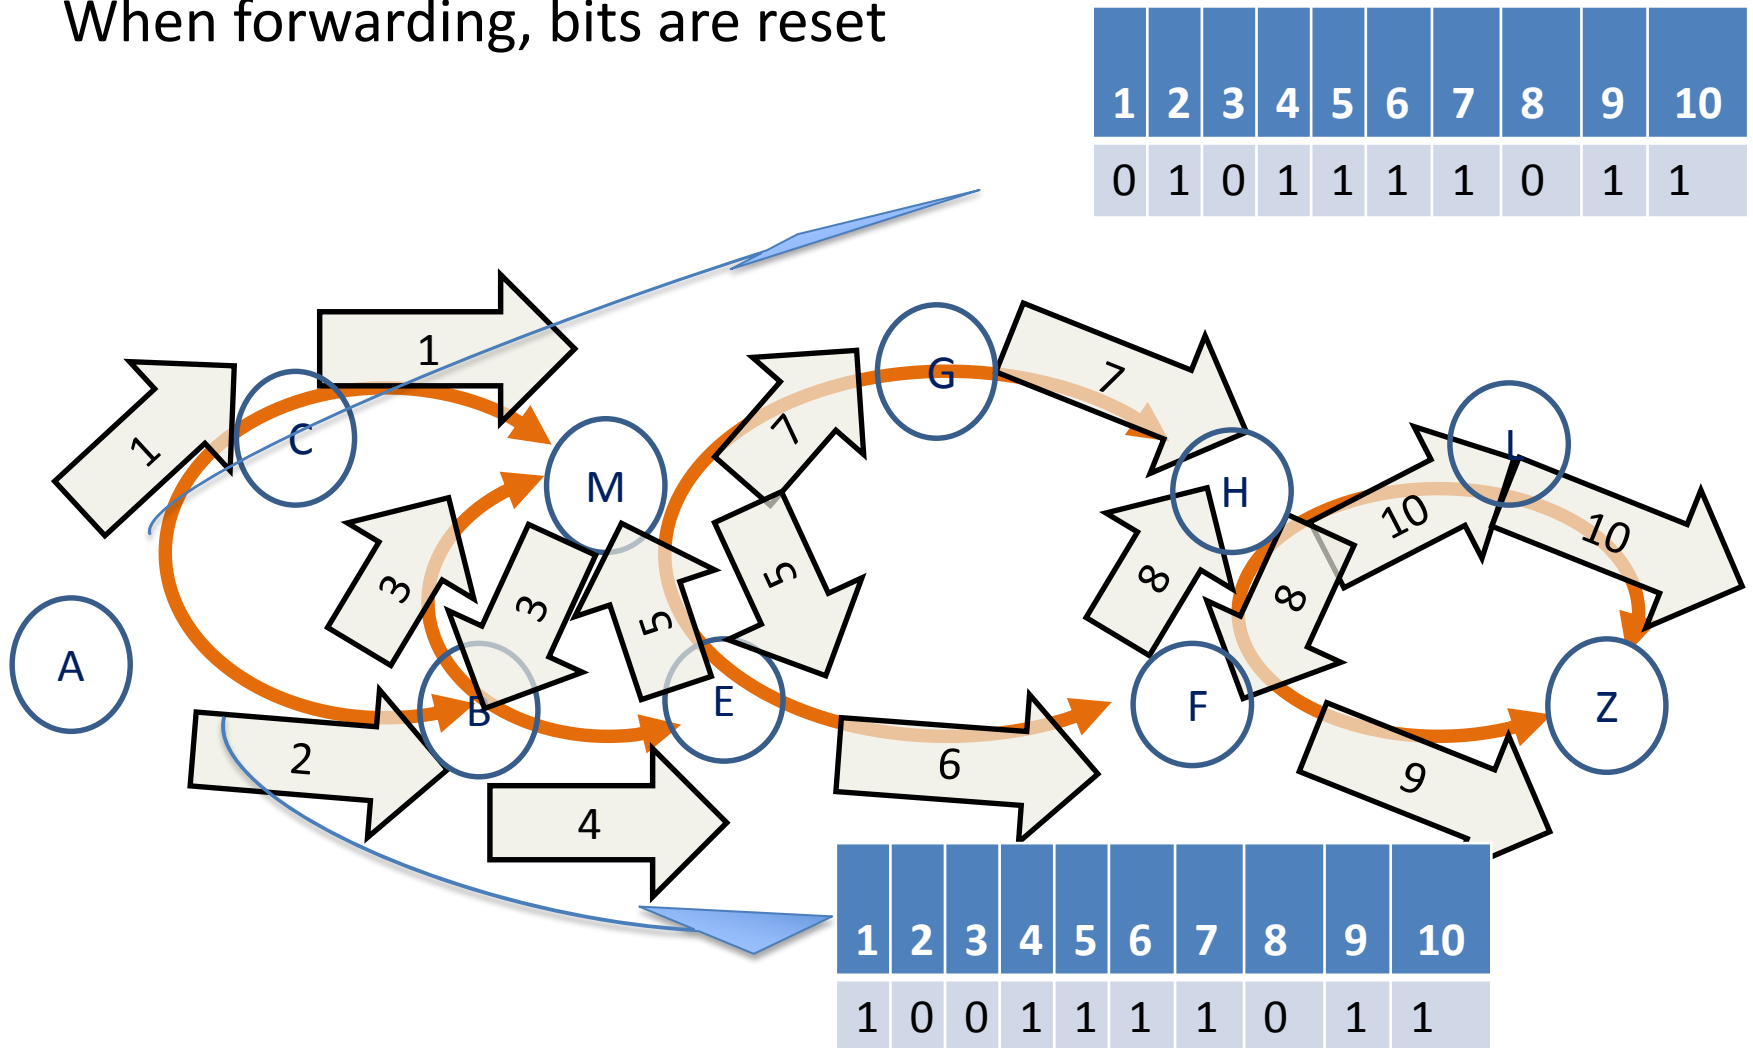 When forwarding, bits are reset
1 2 3 4 5 6 7 8 9 10
0 1 0 1 1 1 1 0 1 1
1
1
C
M
3
3
5
5
7
G
7
H
8
8
10
L
10
A
B
E
F
Z
2
4
6
9
1 2 3 4 5 6 7 8 9 10
1 0 0 1 1 1 1 0 1 1